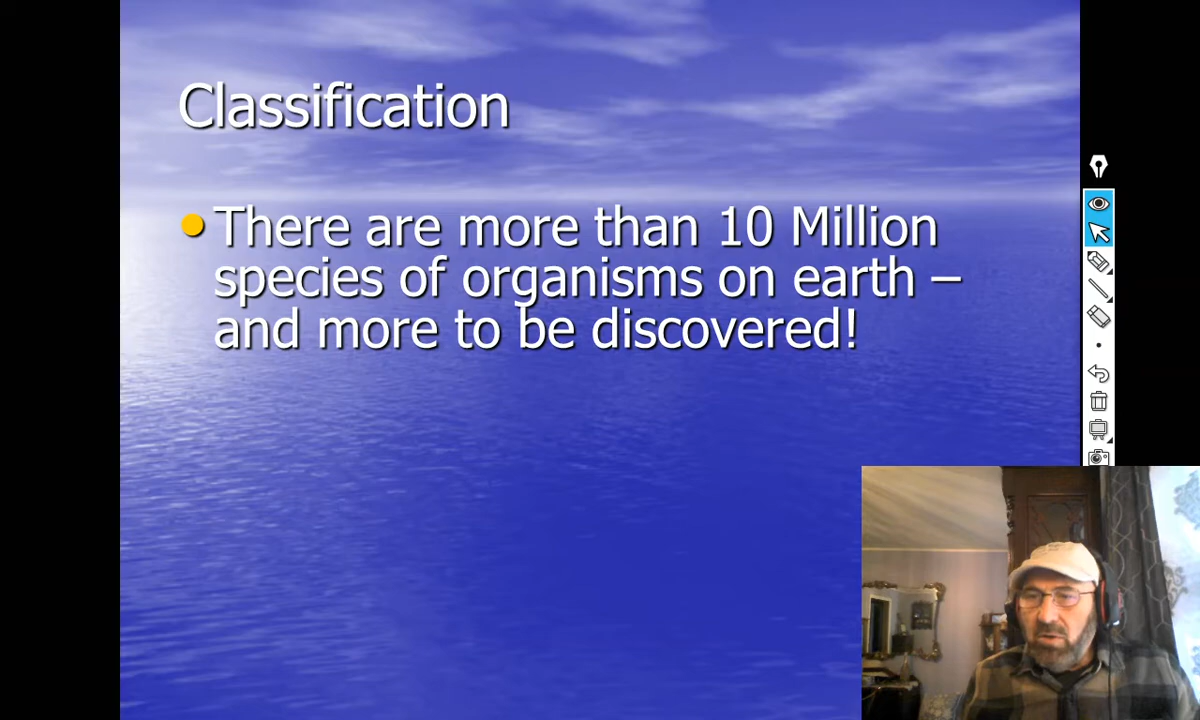 Classification
There are more than 10 Million
species of organisms on earth –
and more to be discovered!